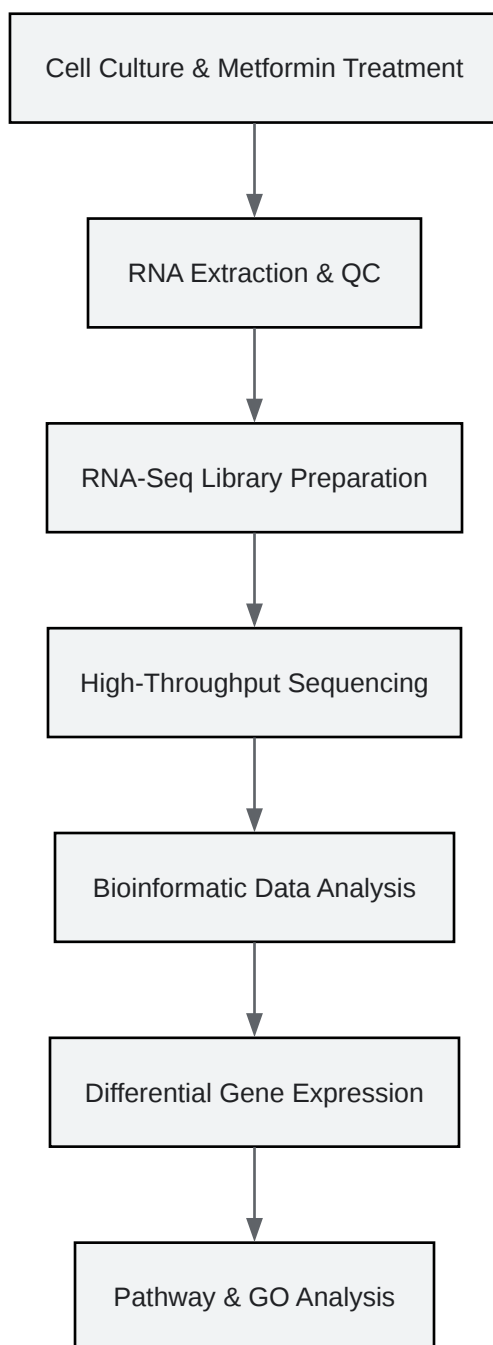 Cell Culture & Metformin Treatment
RNA Extraction & QC
RNA-Seq Library Preparation
High-Throughput Sequencing
Bioinformatic Data Analysis
Differential Gene Expression
Pathway & GO Analysis